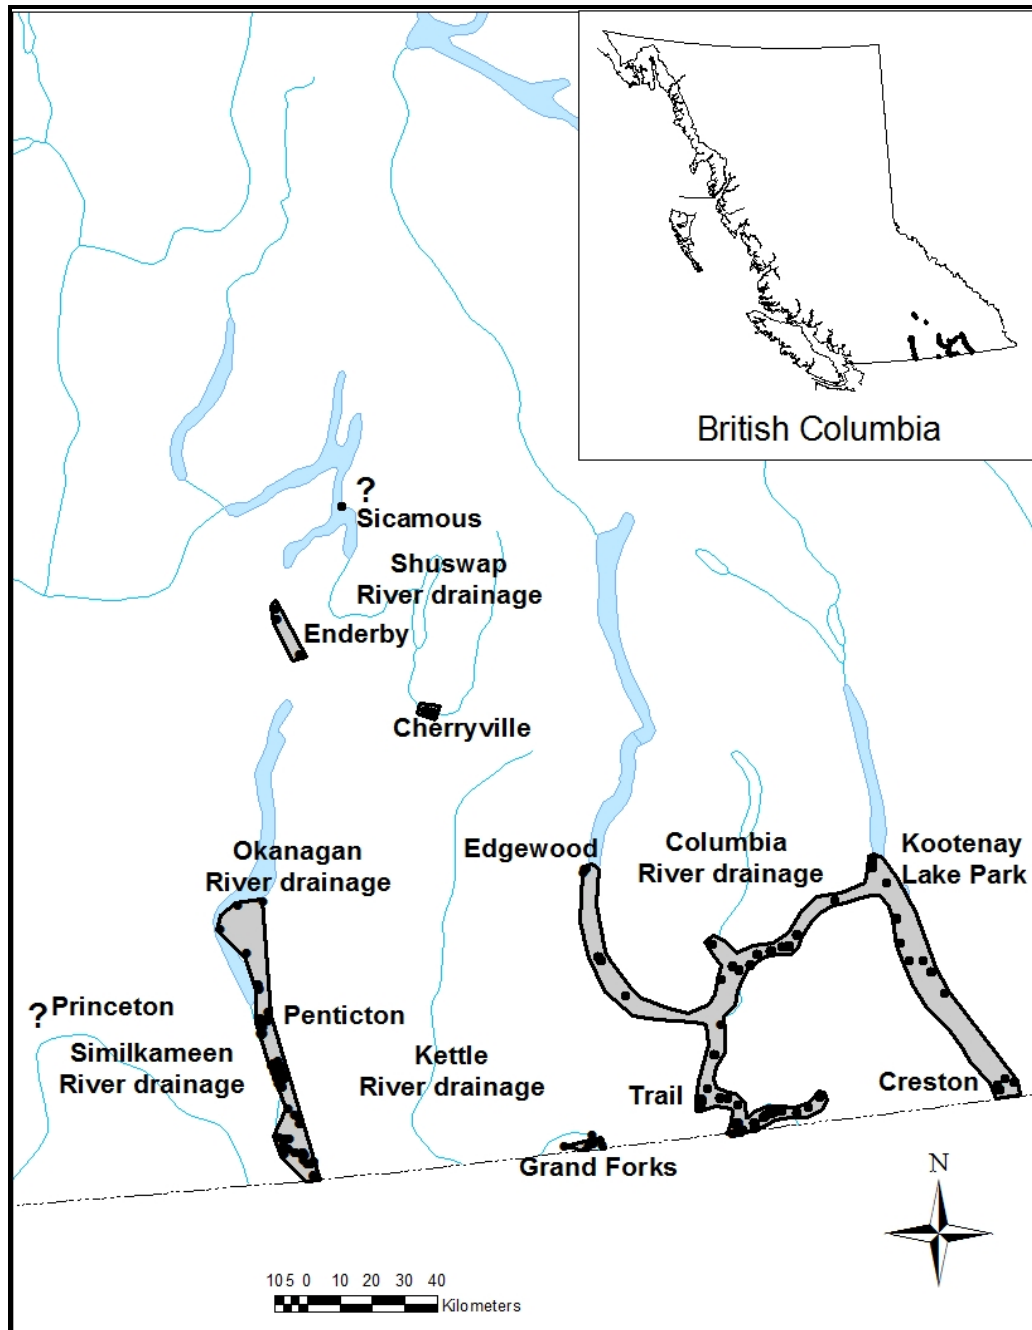 British Columbia
?
Sicamous
Shuswap
River drainage
Enderby
Cherryville
Okanagan
River drainage
Edgewood
Columbia
River drainage
Kootenay
Lake Park
? Princeton
Penticton
Similkameen
River drainage
Kettle
River drainage
Trail
Creston
Grand Forks
N
10 5 0 10 20 30 40
Kilometers